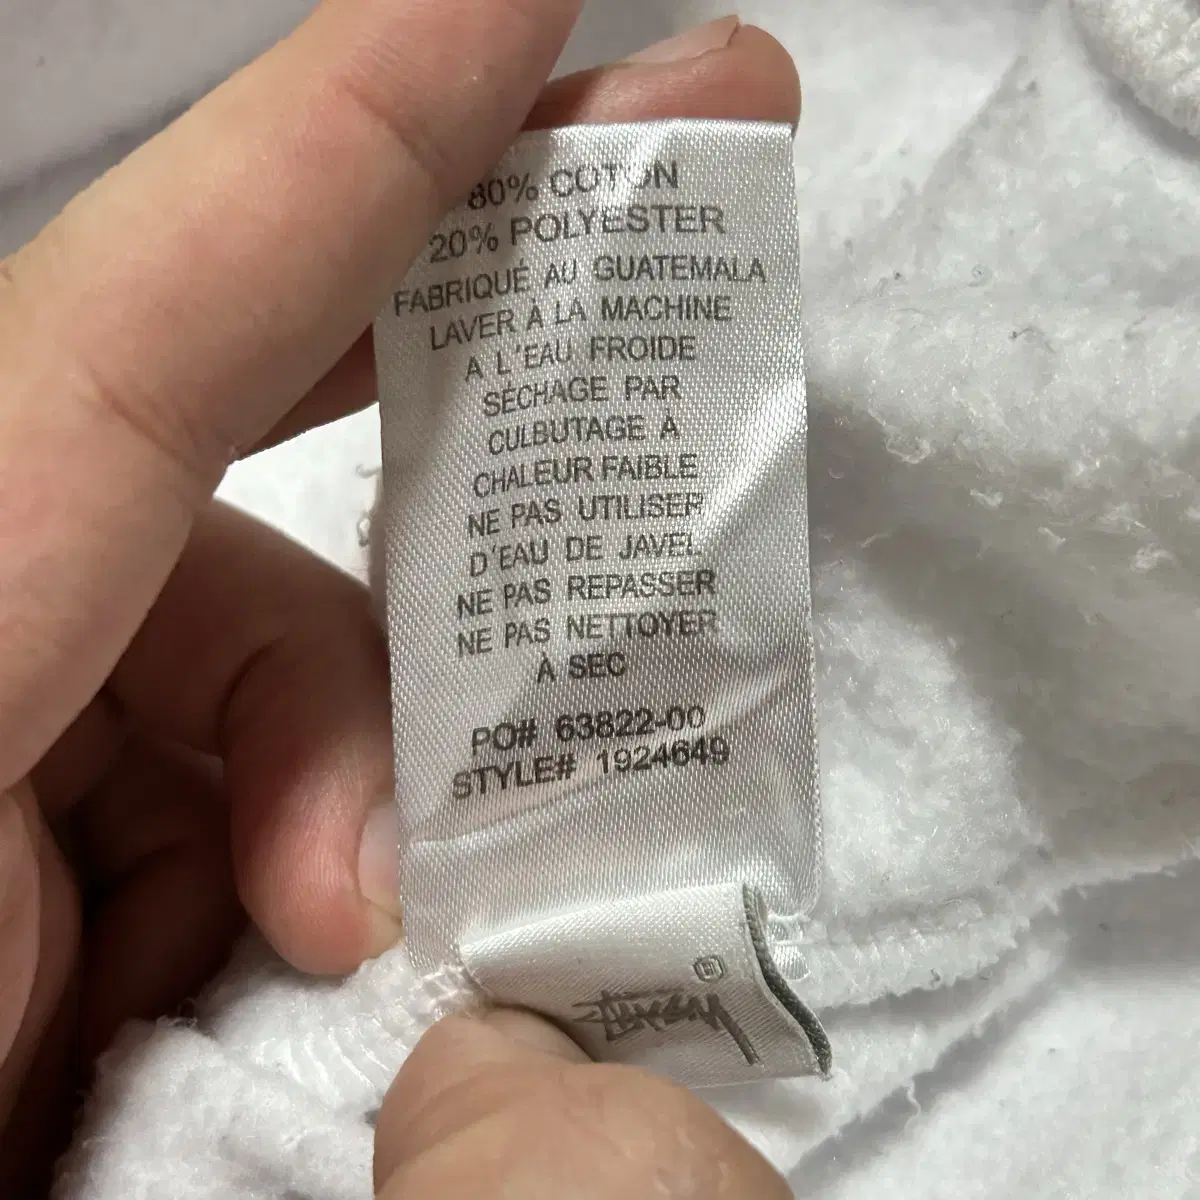 80% COTON
20% POLYESTER
FABRIQUÉ AU GUATEMALA
LAVER À LA MACHINE
A L'EAU FROIDE
SÉCHAGE PAR
CULBUTAGE À
CHALEUR FAIBLE
NE PAS UTILISER
D'EAU DE JAVEL
NE PAS REPASSER
NE PAS NETTOYER
À SEC
PO# 63822-00
STYLE# 1924649
Stüssy